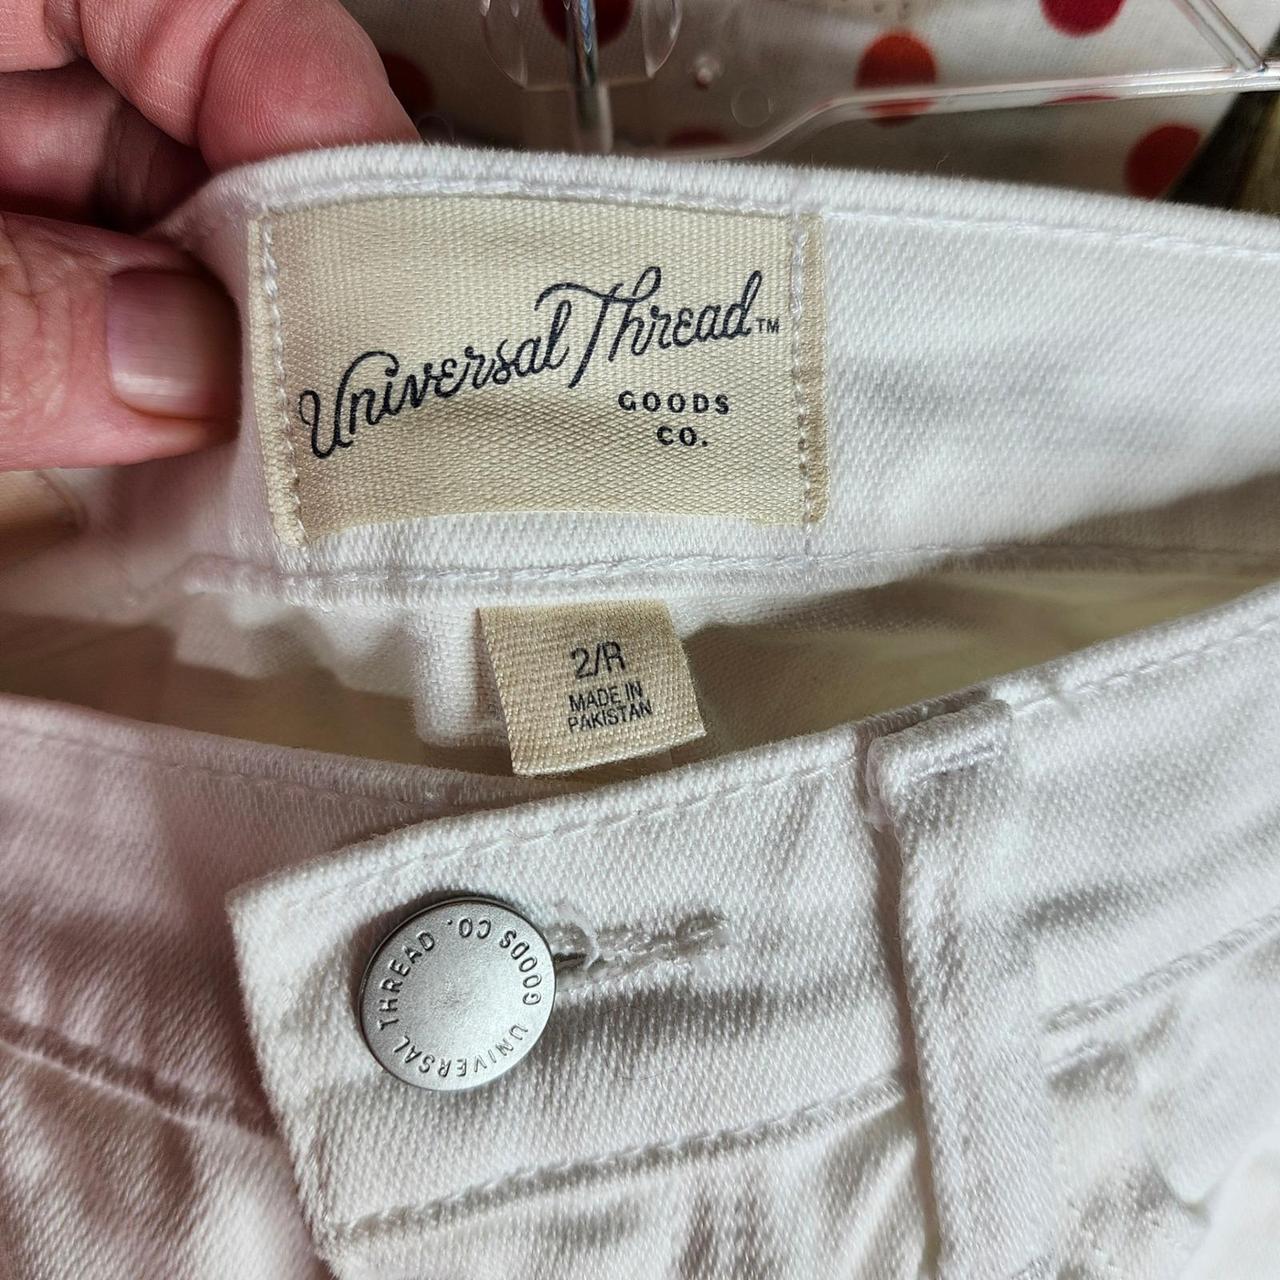 Universal Thread™
GOODS
CO.
2/R
MADE IN
PAKISTAN
UNIVERSAL THREAD GOODS CO.